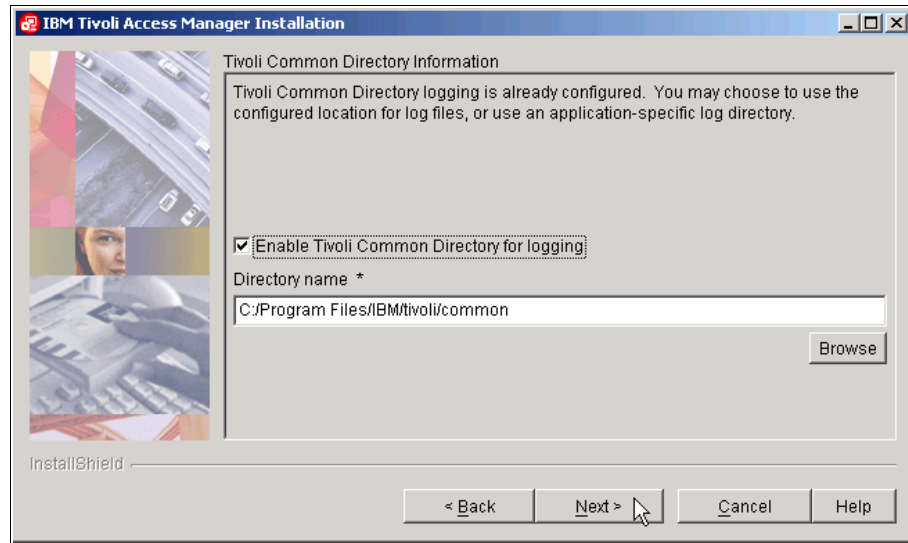 IBM Tivoli Access Manager Installation
Tivoli Common Directory Information
Tivoli Common Directory logging is already configured. You may choose to use the
configured location for log files, or use an application-specific log directory.
Enable Tivoli Common Directory for logging
Directory name *
C:/Program Files/IBM/tivoli/common
Browse
InstallShield
< Back Next > Cancel Help